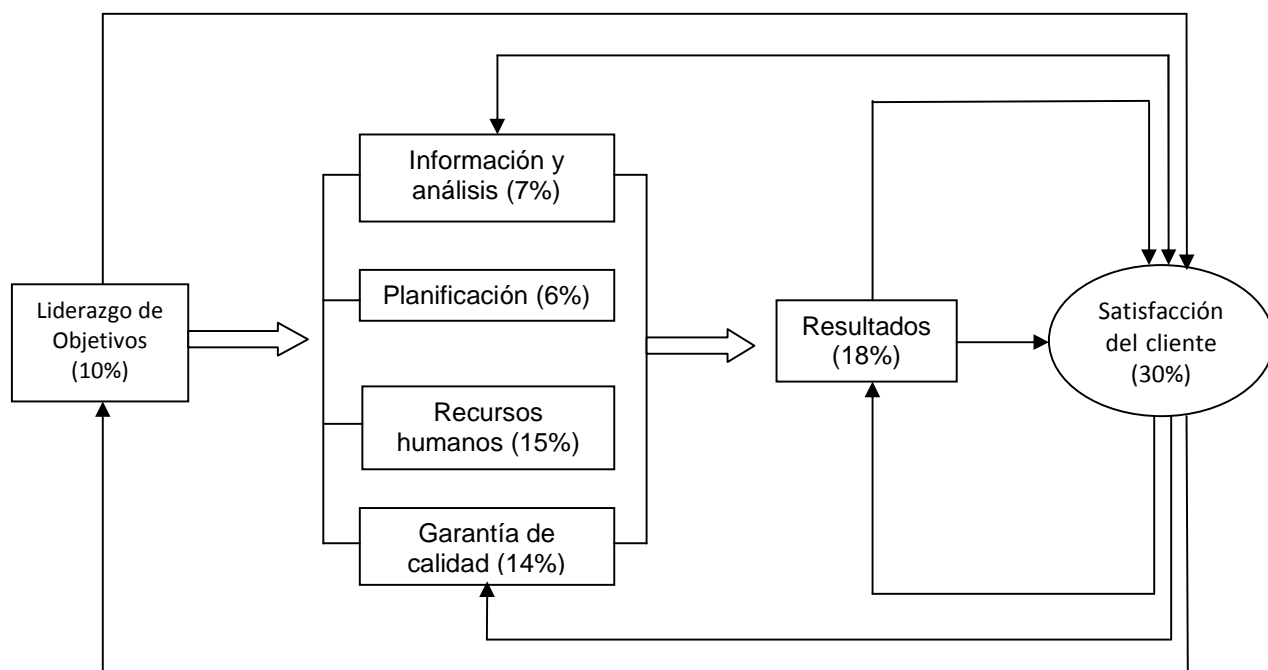 Información y
análisis (7%)
Planificación (6%)
Liderazgo de
Objetivos
(10%)
Recursos
humanos (15%)
Garantía de
calidad (14%)
Resultados
(18%)
Satisfacción
del cliente
(30%)